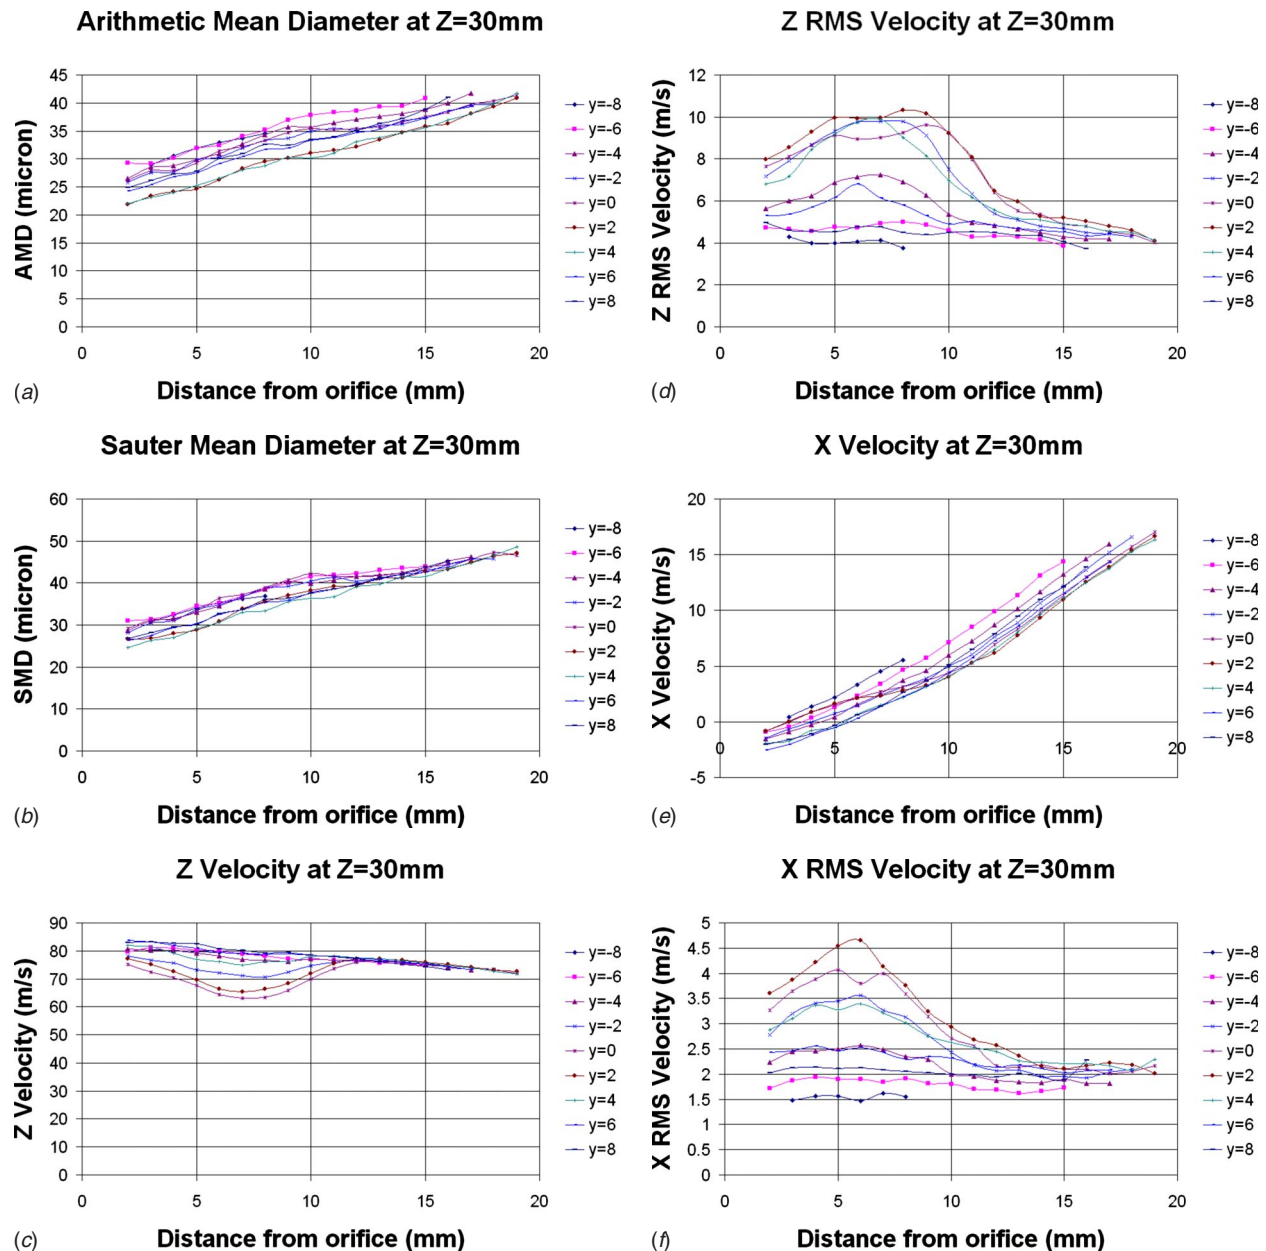 Arithmetic Mean Diameter at Z=30mm
45
40
35
30
25
20
15
10
5
0
0 5 10 15 20
AMD (micron)
Distance from orifice (mm)
y=-8
y=-6
y=-4
y=-2
y=0
y=2
y=4
y=6
y=8
(a)
Sauter Mean Diameter at Z=30mm
60
50
40
30
20
10
0
0 5 10 15 20
SMD (micron)
Distance from orifice (mm)
y=-8
y=-6
y=-4
y=-2
y=0
y=2
y=4
y=6
y=8
(b)
Z Velocity at Z=30mm
90
80
70
60
50
40
30
20
10
0
0 5 10 15 20
Z Velocity (m/s)
Distance from orifice (mm)
y=-8
y=-6
y=-4
y=-2
y=0
y=2
y=4
y=6
y=8
(c)
Z RMS Velocity at Z=30mm
12
10
8
6
4
2
0
0 5 10 15 20
Z RMS Velocity (m/s)
Distance from orifice (mm)
y=-8
y=-6
y=-4
y=-2
y=0
y=2
y=4
y=6
y=8
(d)
X Velocity at Z=30mm
20
15
10
5
0
-5
0 5 10 15 20
X Velocity (m/s)
Distance from orifice (mm)
y=-8
y=-6
y=-4
y=-2
y=0
y=2
y=4
y=6
y=8
(e)
X RMS Velocity at Z=30mm
5
4.5
4
3.5
3
2.5
2
1.5
1
0.5
0
0 5 10 15 20
X RMS Velocity (m/s)
Distance from orifice (mm)
y=-8
y=-6
y=-4
y=-2
y=0
y=2
y=4
y=6
y=8
(f)